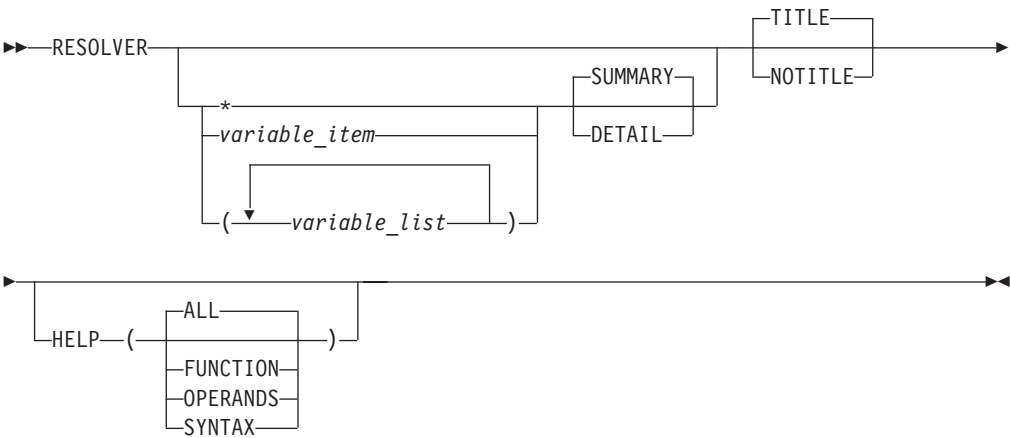 TITLE
RESOLVER
SUMMARY
NOTITLE
*
variable_item
DETAIL
( variable_list )
ALL
HELP ( )
FUNCTION
OPERANDS
SYNTAX